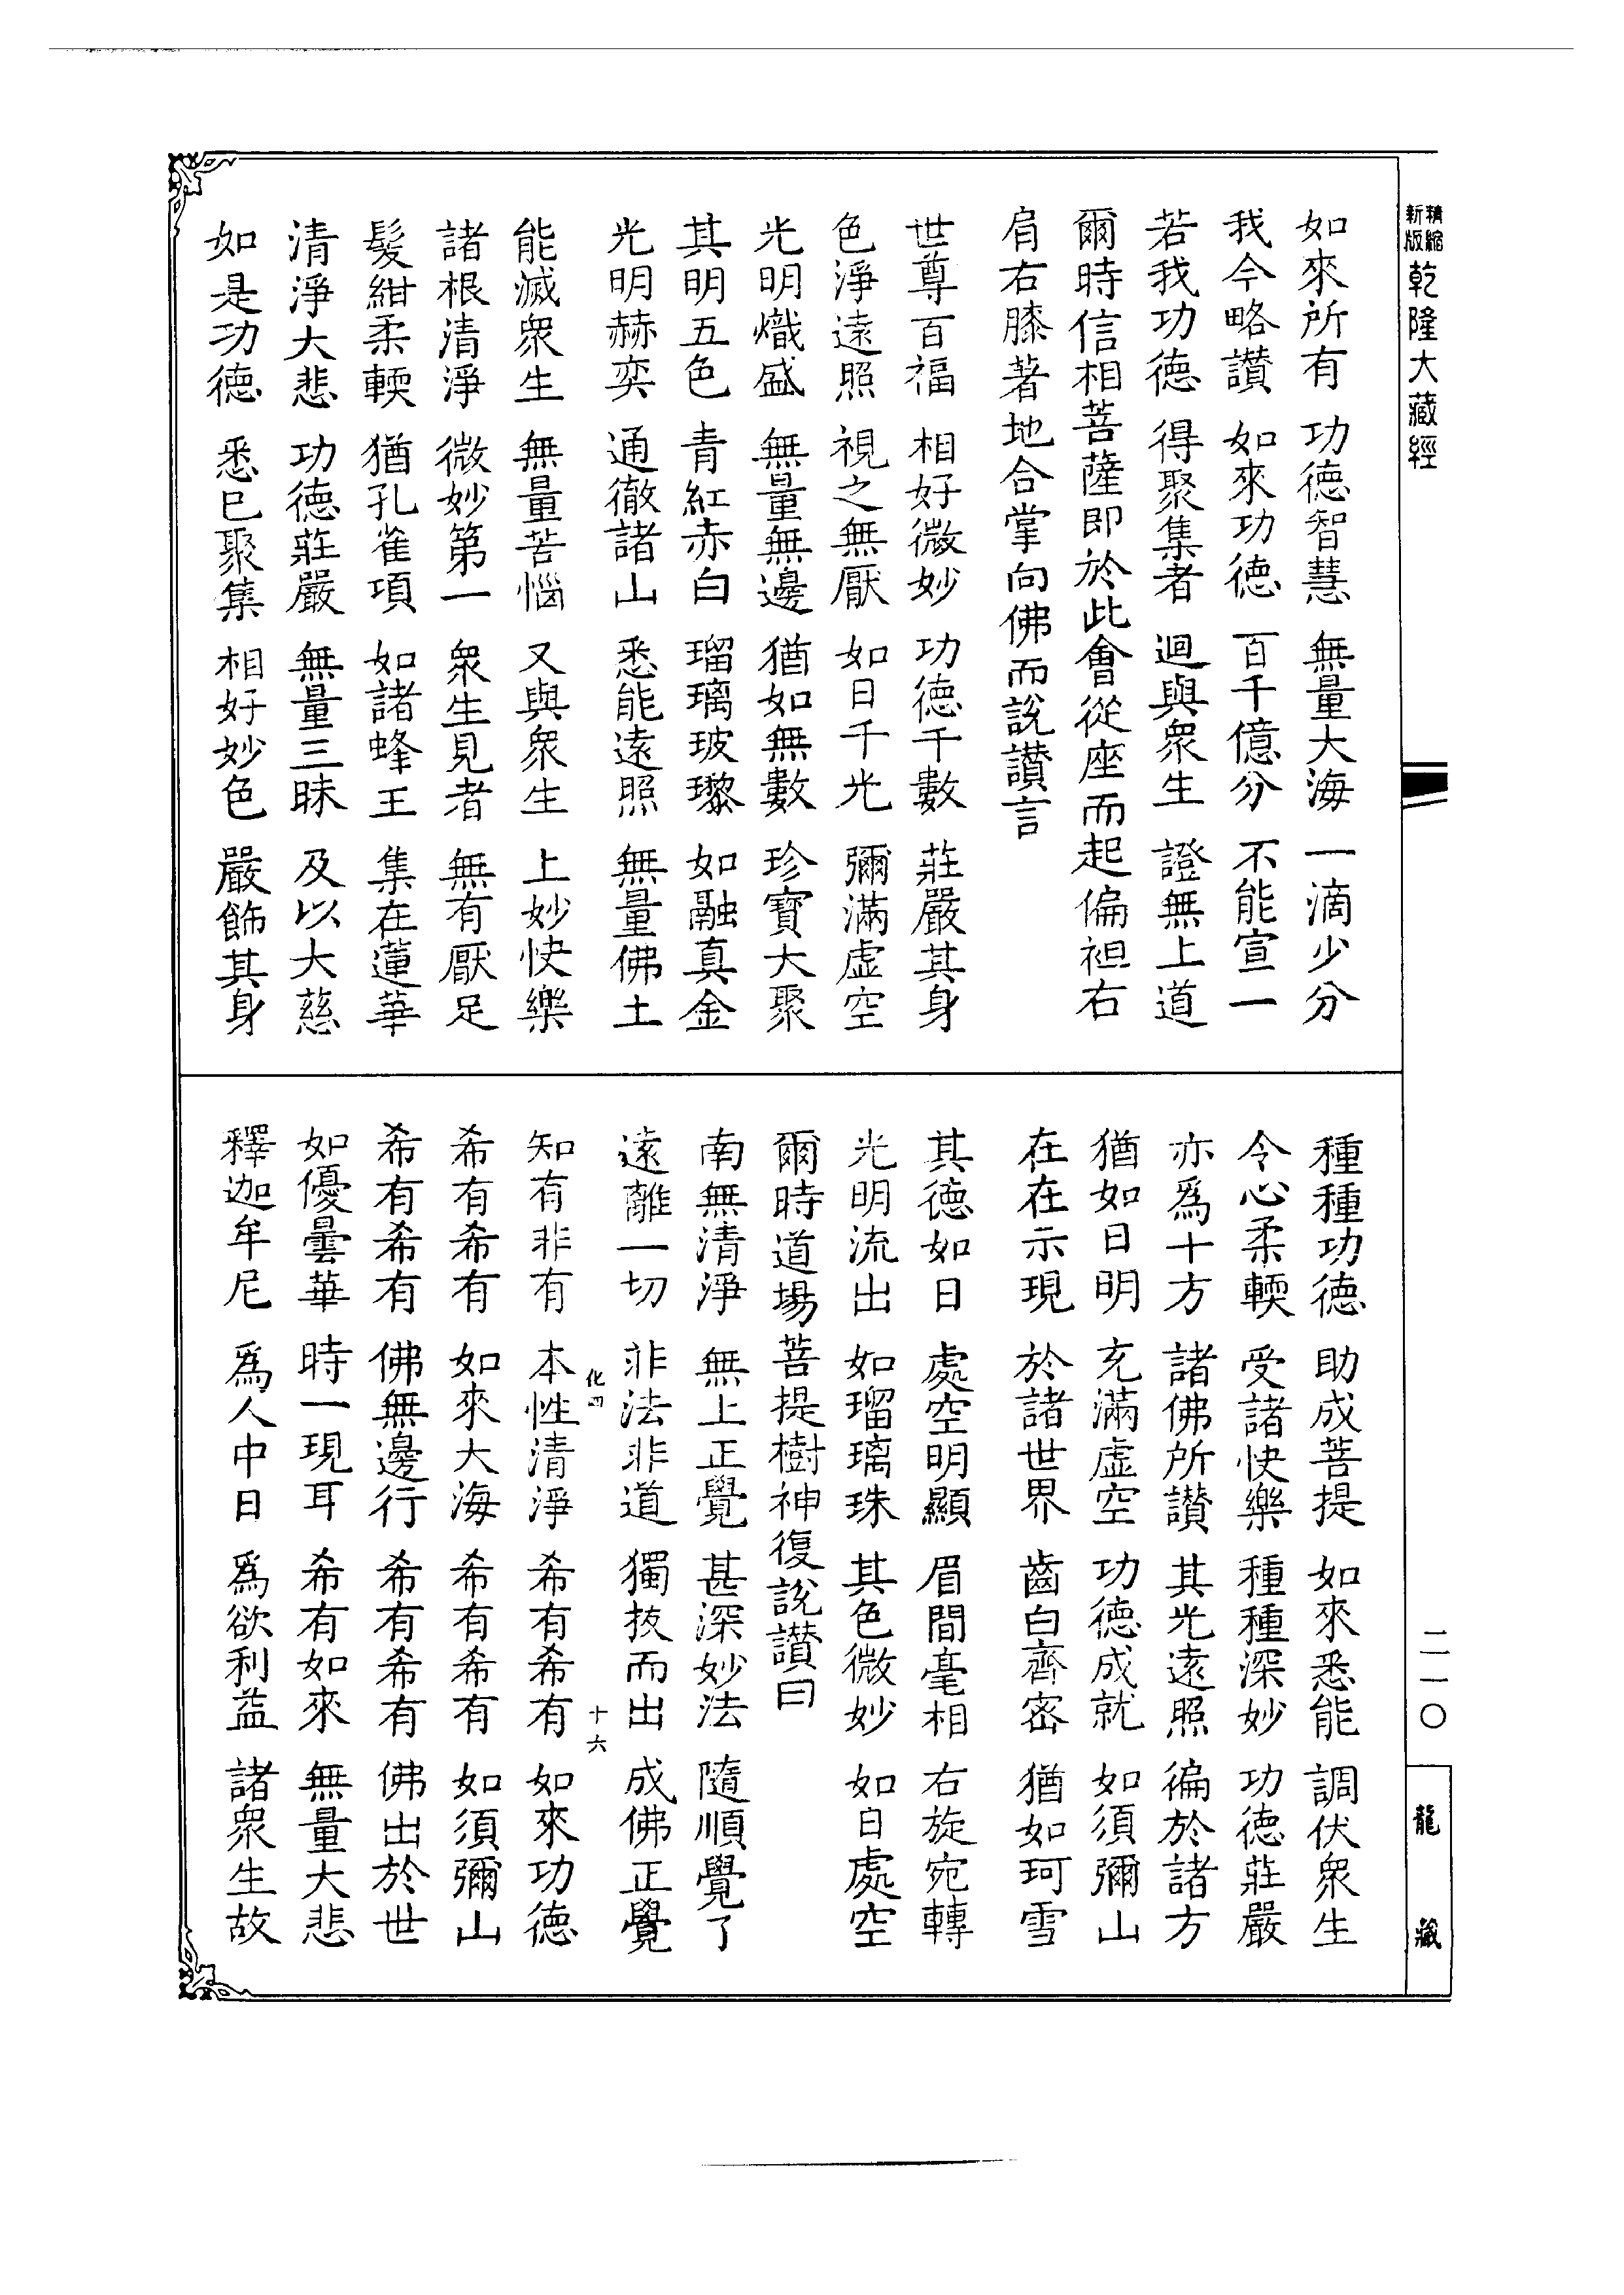 精縮新版乾隆大藏經
如來所有 功德智慧 無量大海 一滴少分
我今略讚 如來功德 百千億分 不能宣一
若我功德 得聚集者 迴與衆生 證無上道
爾時信相菩薩即於此會從座而起偏袒右
肩右膝著地合掌向佛而說讚言
世尊百福 相好微妙 功德千數 莊嚴其身
色淨遠照 視之無厭 如日千光 彌滿虛空
光明熾盛 無量無邊 猶如無數 珍寶大聚
其明五色 青紅赤白 瑠璃玻瓈 如融真金
光明赫奕 通徹諸山 悉能遠照 無量佛土
能滅衆生 無量苦惱 又與衆生 上妙快樂
諸根清淨 微妙第一 衆生見者 無有厭足
髮紺柔輭 猶孔雀項 如諸蜂王 集在蓮華
清淨大悲 功德莊嚴 無量三昧 及以大慈
如是功德 悉已聚集 相好妙色 嚴飾其身
種種功德 助成菩提 如來悉能 調伏衆生
令心柔輭 受諸快樂 種種深妙 功德莊嚴
亦爲十方 諸佛所讚 其光遠照 徧於諸方
猶如日明 充滿虛空 功德成就 如須彌山
在在示現 於諸世界 齒白齊密 猶如珂雪
其德如日 處空明顯 眉間毫相 右旋宛轉
光明流出 如瑠璃珠 其色微妙 如日處空
爾時道場菩提樹神復說讚曰
南無清淨 無上正覺 甚深妙法 隨順覺了
遠離一切 非法非道 獨拔而出 成佛正覺
化四 十六
知有非有 本性清淨 希有希有 如來功德
希有希有 如來大海 希有希有 如須彌山
希有希有 佛無邊行 希有希有 佛出於世
如優曇華 時一現耳 希有如來 無量大悲
釋迦牟尼 爲人中日 爲欲利益 諸衆生故
二一〇
龍藏